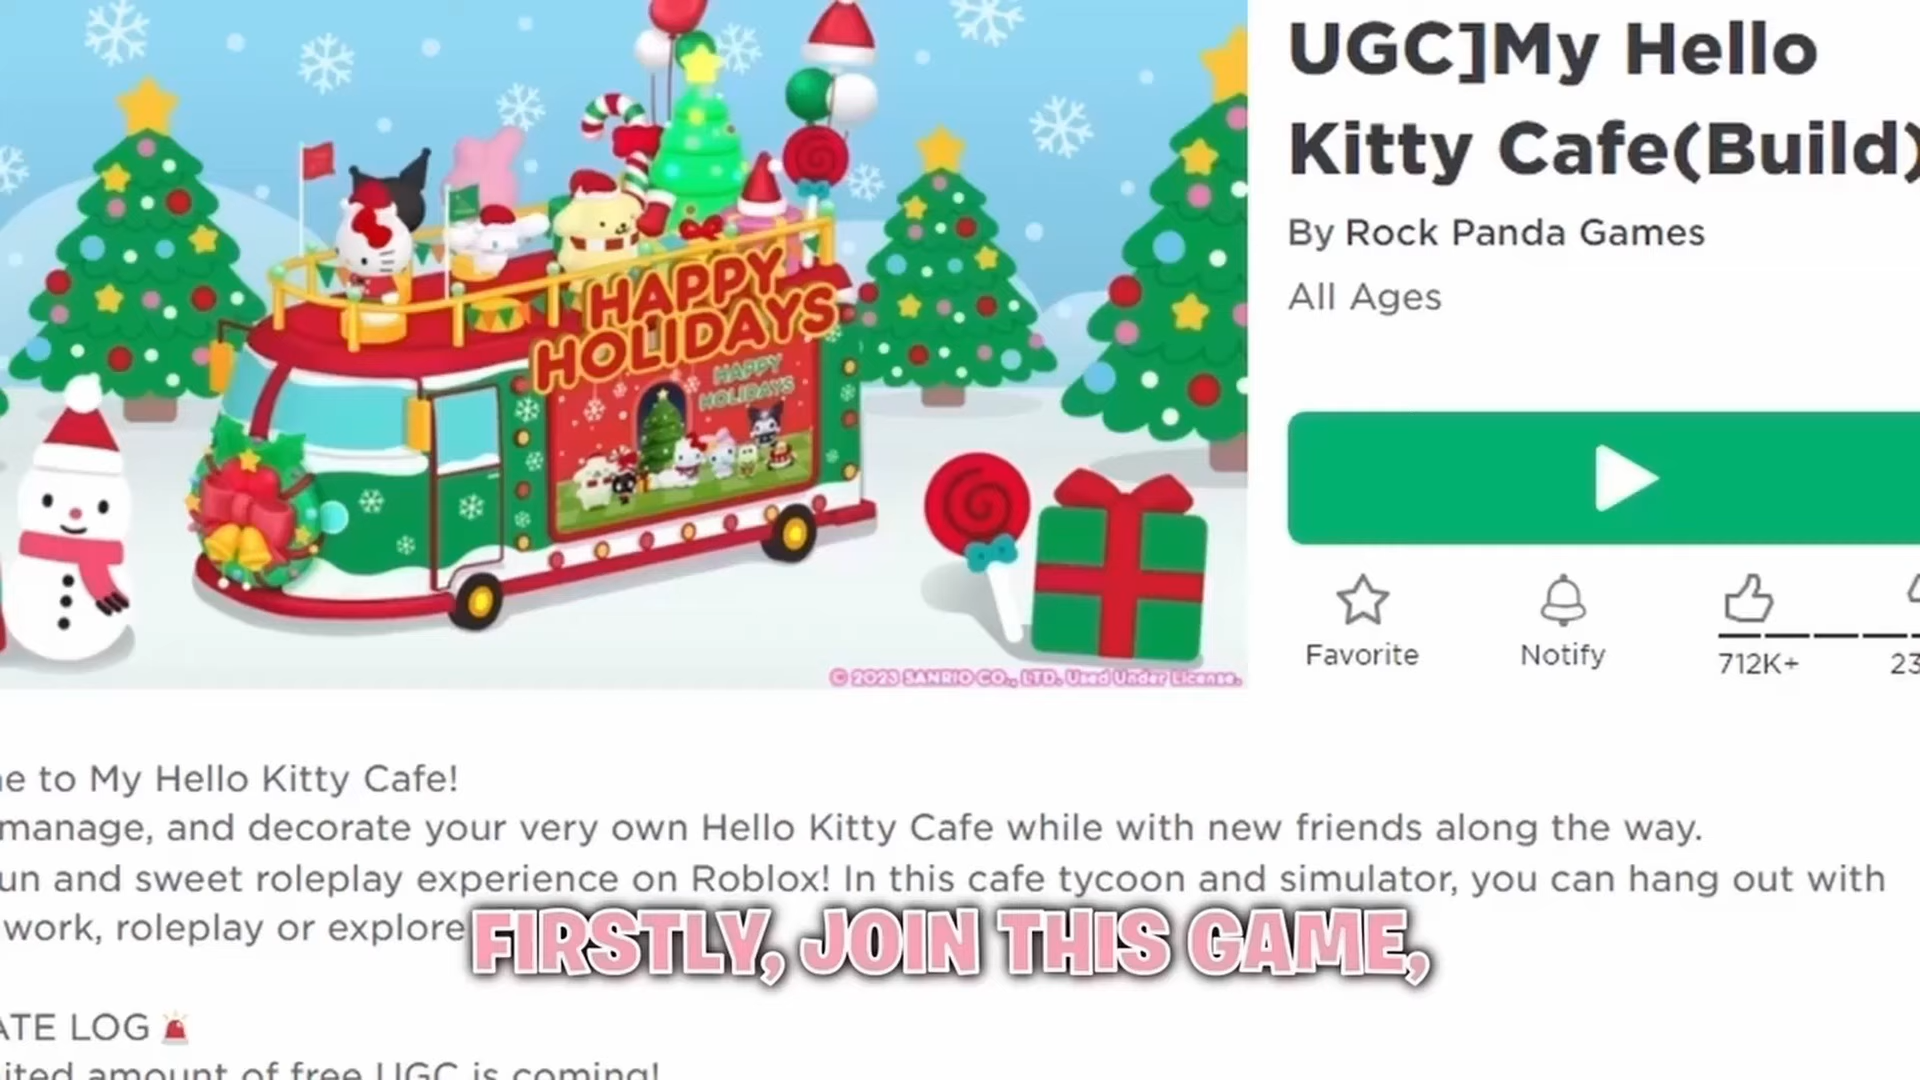 UGC]My Hello
Kitty Cafe(Build)
By Rock Panda Games
All Ages
HAPPY
HOLIDAYS
HAPPY
HOLIDAYS
Favorite
Notify
712K+
23
© 2023 SANRIO CO., LTD. Used Under License.
e to My Hello Kitty Cafe!
manage, and decorate your very own Hello Kitty Cafe while with new friends along the way.
un and sweet roleplay experience on Roblox! In this cafe tycoon and simulator, you can hang out with
work, roleplay or explore
FIRSTLY, JOIN THIS GAME,
ATE LOG
ited amount of free UGC is coming!